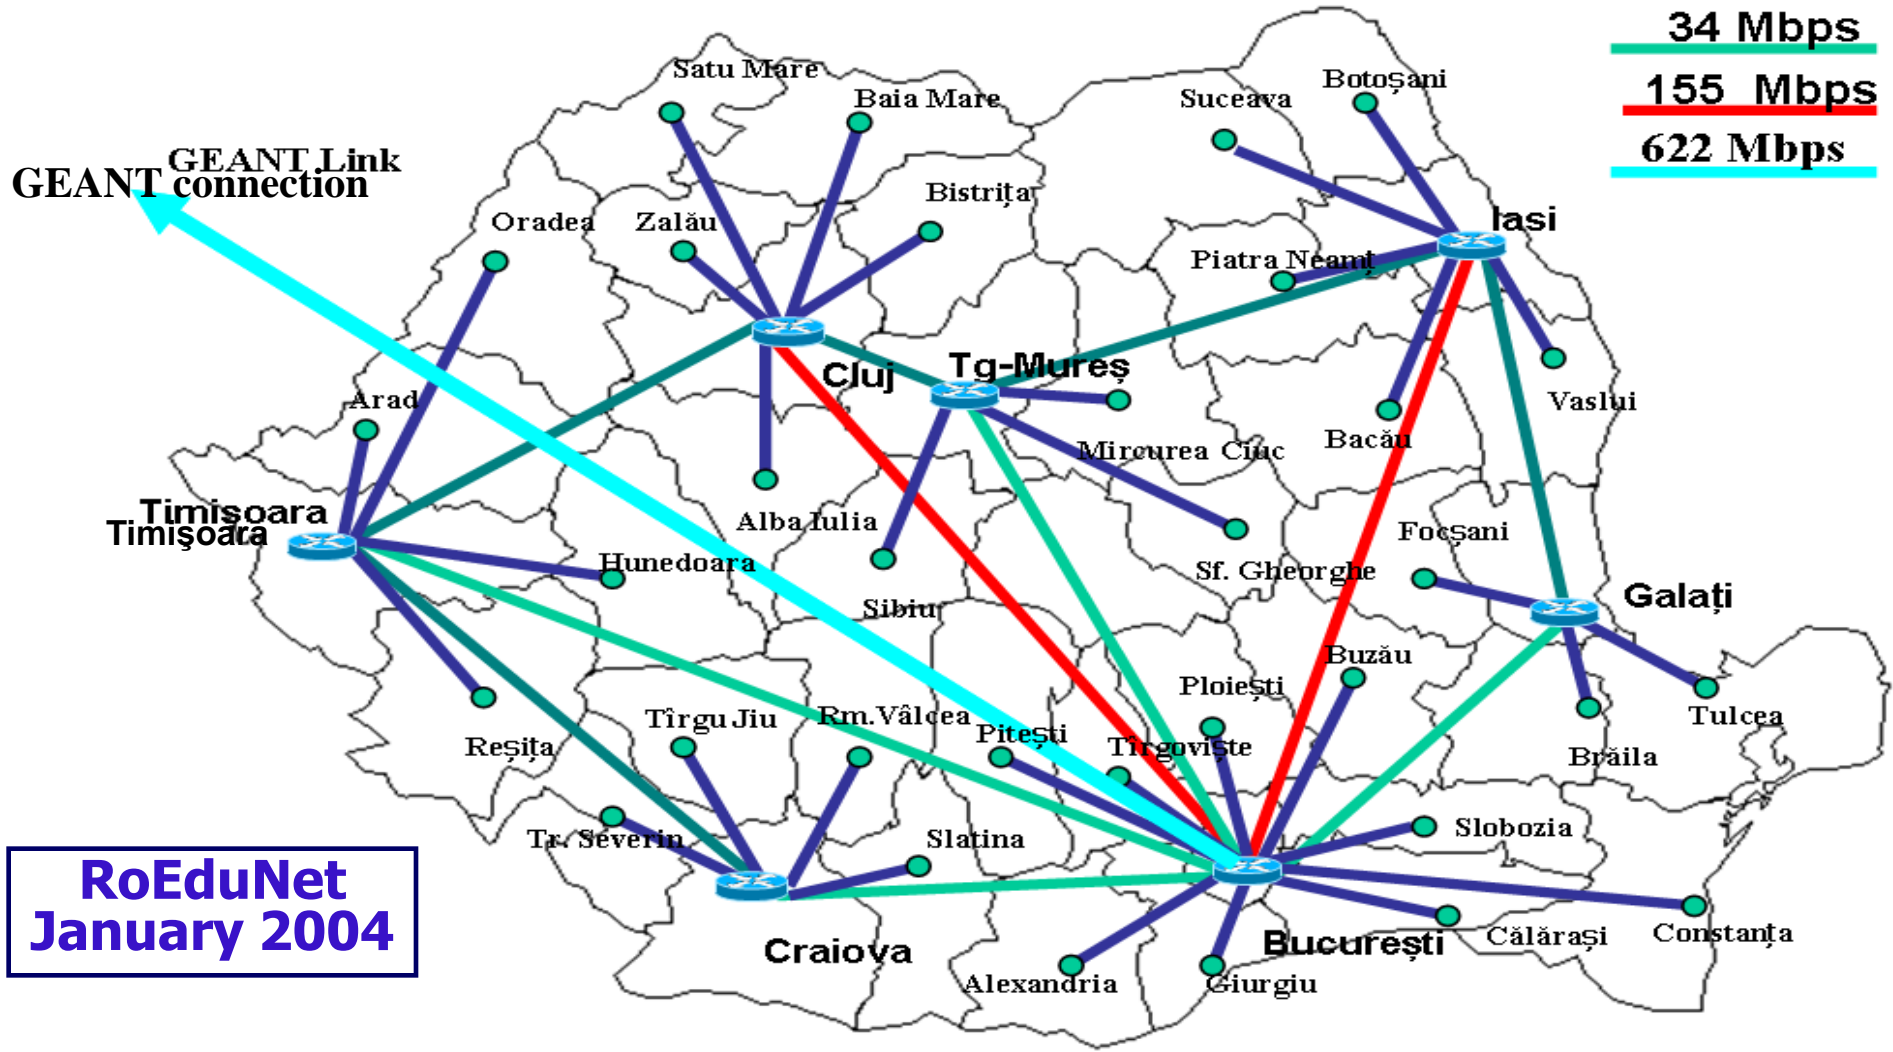 34 Mbps
155 Mbps
622 Mbps
GEANT Link
GEANT connection
Satu Mare
Baia Mare
Suceava
Botoșani
Oradea
Zalău
Bistrița
Iasi
Piatra Neamț
Arad
Cluj
Tg-Mureș
Vaslui
Mircurea Ciuc
Bacău
Timișoara
Timişoara
Alba Iulia
Hunedoara
Sibiu
Sf. Gheorghe
Focșani
Galați
Buzău
Ploiești
Tulcea
Reșița
Tîrgu Jiu
Rm.Vâlcea
Pitești
Tîrgoviște
Brăila
Tr. Severin
Slatina
Slobozia
Craiova
București
Călărași
Constanța
Alexandria
Giurgiu
RoEduNet
January 2004